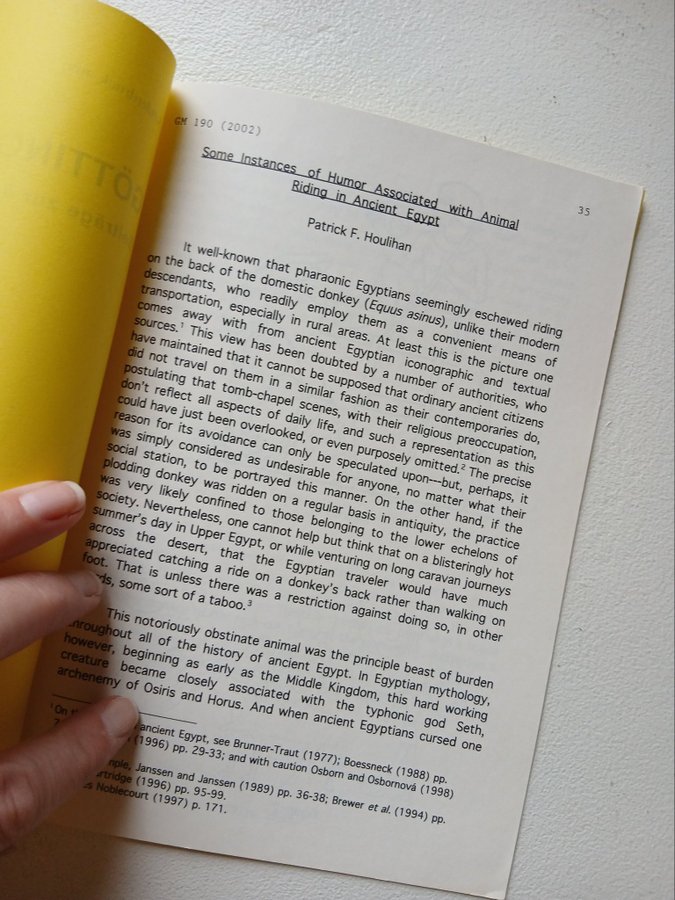 GM 190 (2002)
35
Some Instances of Humor Associated with Animal
Riding in Ancient Egypt
Patrick F. Houlihan
It well-known that pharaonic Egyptians seemingly eschewed riding
on the back of the domestic donkey (Equus asinus), unlike their modern
descendants, who readily employ them as a convenient means of
transportation, especially in rural areas. At least this is the picture one
comes away with from ancient Egyptian iconographic and textual
sources.¹ This view has been doubted by a number of authorities, who
have maintained that it cannot be supposed that ordinary ancient citizens
did not travel on them in a similar fashion as their contemporaries do,
postulating that tomb-chapel scenes, with their religious preoccupation,
don't reflect all aspects of daily life, and such a representation as this
could have just been overlooked, or even purposely omitted.² The precise
reason for its avoidance can only be speculated upon---but, perhaps, it
was simply considered as undesirable for anyone, no matter what their
social station, to be portrayed this manner. On the other hand, if the
plodding donkey was ridden on a regular basis in antiquity, the practice
was very likely confined to those belonging to the lower echelons of
society. Nevertheless, one cannot help but think that on a blisteringly hot
summer's day in Upper Egypt, or while venturing on long caravan journeys
across the desert, that the Egyptian traveler would have much
appreciated catching a ride on a donkey's back rather than walking on
foot. That is unless there was a restriction against doing so, in other
some sort of a taboo.³
This notoriously obstinate animal was the principle beast of burden
throughout all of the history of ancient Egypt. In Egyptian mythology,
however, beginning as early as the Middle Kingdom, this hard working
creature became closely associated with the typhonic god Seth,
archenemy of Osiris and Horus. And when ancient Egyptians cursed one
¹ On ancient Egypt, see Brunner-Traut (1977); Boessneck (1988) pp.
(1996) pp. 29-33; and with caution Osborn and Osbornová (1998)
Janssen and Janssen (1989) pp. 36-38; Brewer et al. (1994) pp.
(1996) pp. 95-99.
Noblecourt (1997) p. 171.